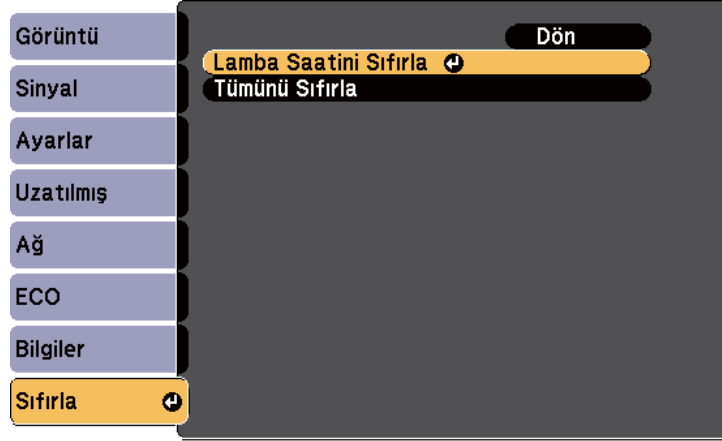 Görüntü
Sinyal
Ayarlar
Uzatılmış
Ağ
ECO
Bilgiler
Sıfırla
Dön
Lamba Saatini Sıfırla
Tümünü Sıfırla